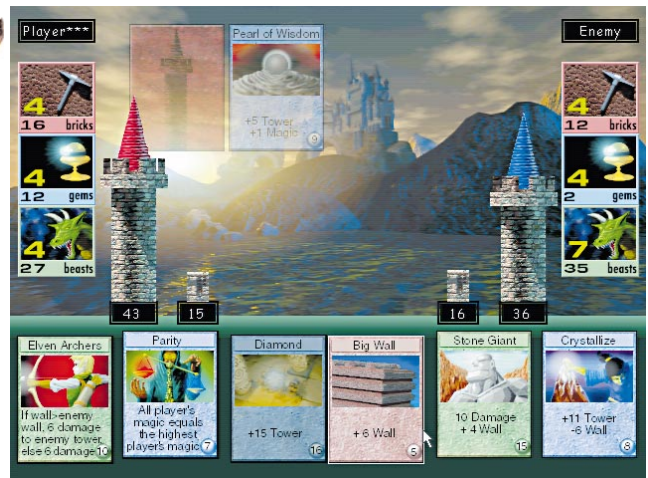 Player***
Enemy
Pearl of Wisdom
+5 Tower
+1 Magic
9
4
16 bricks
4
12 gems
4
27 beasts
4
12 bricks
4
2 gems
7
35 beasts
43
15
16
36
Elven Archers
If wall>enemy
wall, 6 damage
to enemy tower,
else 6 damage
10
Parity
All player's
magic equals
the highest
player's magic
7
Diamond
+15 Tower
16
Big Wall
+ 6 Wall
5
Stone Giant
10 Damage
+ 4 Wall
15
Crystallize
+11 Tower
-6 Wall
8